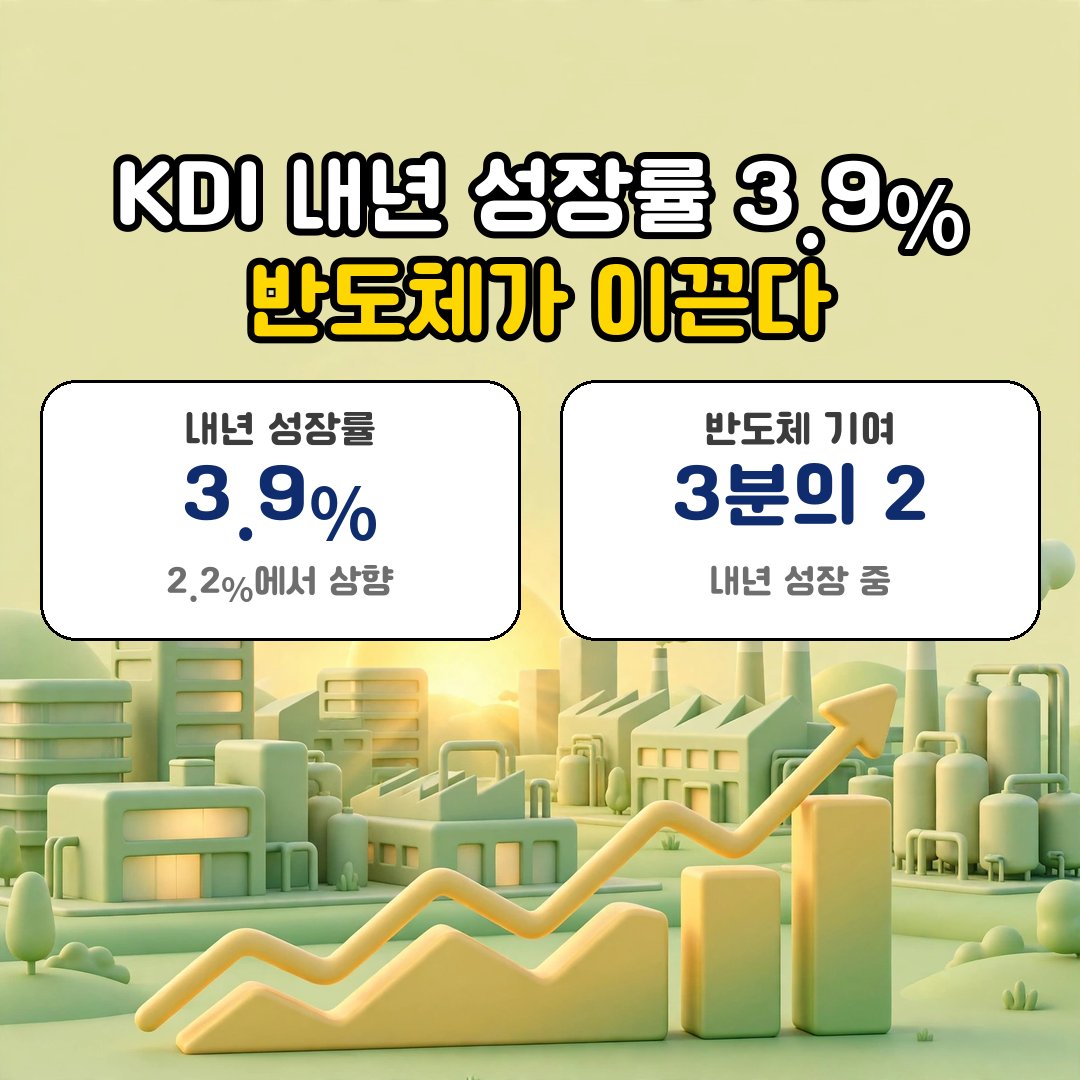 KDI 내년 성장률 3.9%
반도체가 이끈다
내년 성장률
3.9%
2.2%에서 상향
반도체 기여
3분의 2
내년 성장 중